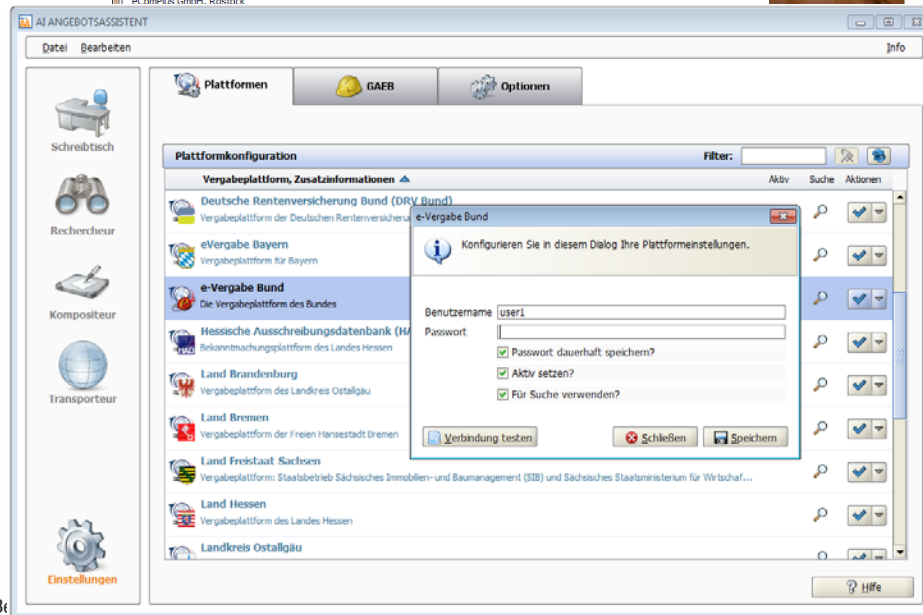 eComPlus GmbH, Rostock
AI ANGEBOTSASSISTENT
Datei Bearbeiten Info
Plattformen GAEB Optionen
Schreibtisch
Rechercheur
Kompositeur
Transporteur
Einstellungen
Plattformkonfiguration Filter:
Vergabeplattform, Zusatzinformationen Aktiv Suche Aktionen
Deutsche Rentenversicherung Bund (DRV Bund)
Vergabeplattform der Deutschen Rentenversicheru
eVergabe Bayern
Vergabeplattform für Bayern
e-Vergabe Bund
Die Vergabeplattform des Bundes
Hessische Ausschreibungsdatenbank (HA
Bekanntmachungsplattform des Landes Hessen
Land Brandenburg
Vergabeplattform des Landkreis Ostallgäu
Land Bremen
Vergabeplattform der Freien Hansestadt Bremen
Land Freistaat Sachsen
Vergabeplattform: Staatsbetrieb Sächsisches Immobilien- und Baumanagement (SIB) und Sächsisches Staatsministerium für Wirtschaf...
Land Hessen
Vergabeplattform des Landes Hessen
Landkreis Ostallgäu
e-Vergabe Bund
Konfigurieren Sie in diesem Dialog Ihre Plattformeinstellungen.
Benutzername user1
Passwort
Passwort dauerhaft speichern?
Aktiv setzen?
Für Suche verwenden?
Verbindung testen Schließen Speichern
Hilfe